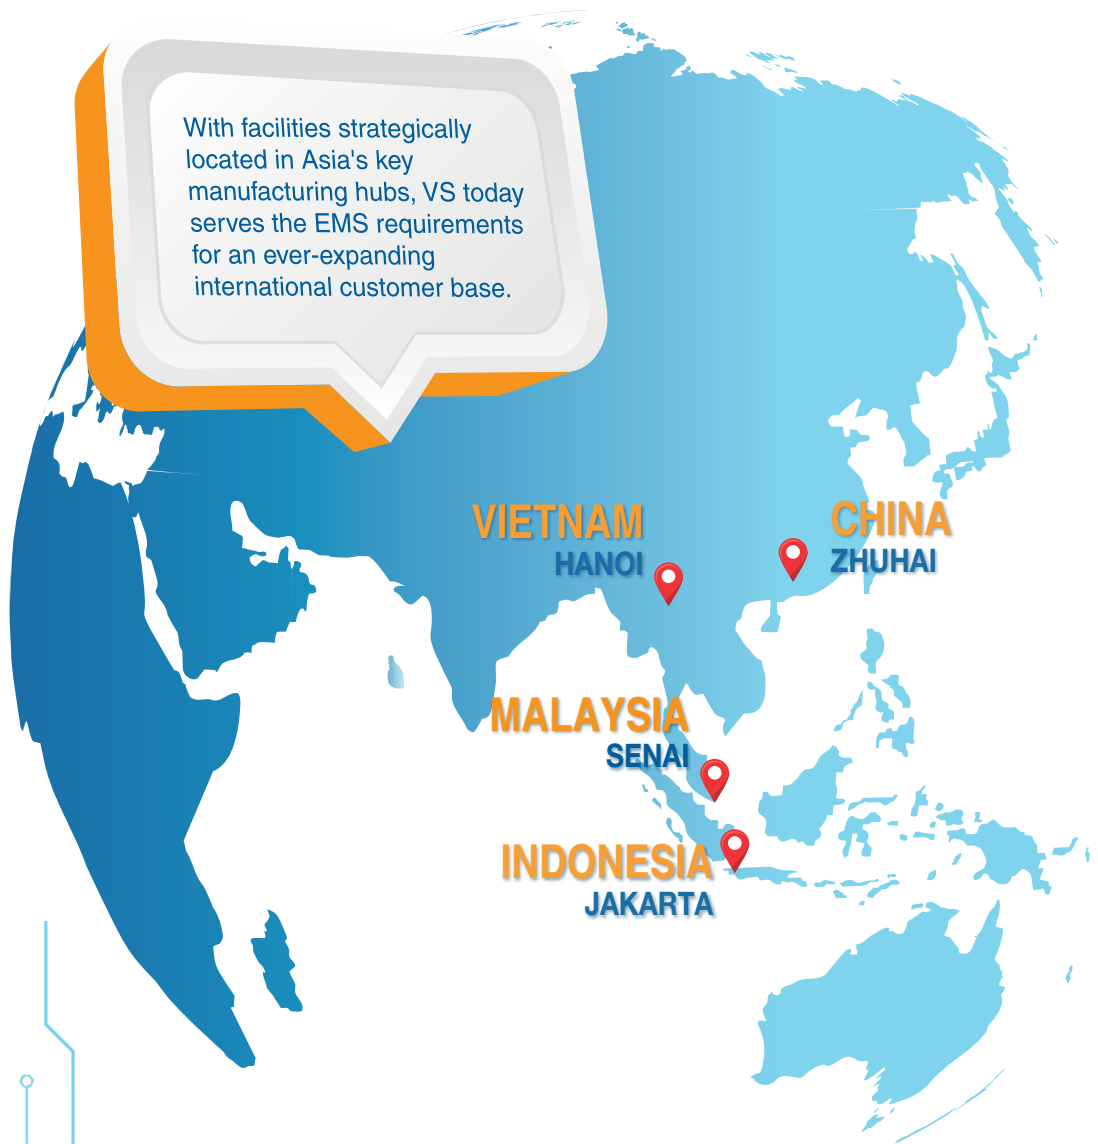 With facilities strategically
located in Asia's key
manufacturing hubs, VS today
serves the EMS requirements
for an ever-expanding
international customer base.
VIETNAM
HANOI
CHINA
ZHUHAI
MALAYSIA
SENAI
INDONESIA
JAKARTA